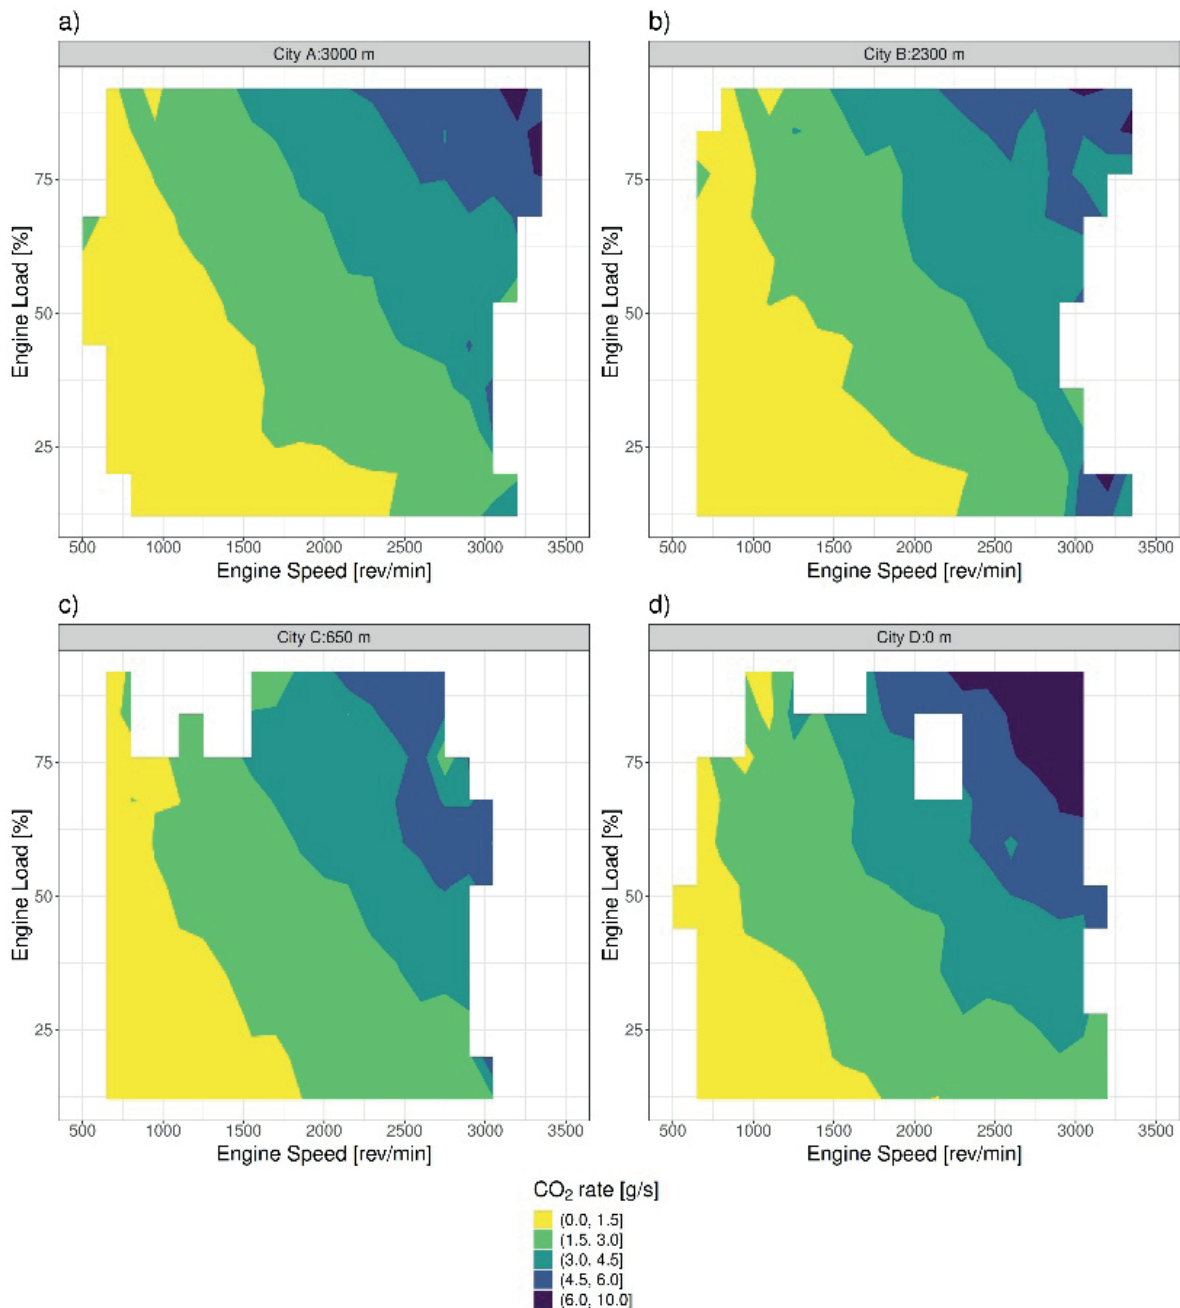 a)
City A:3000 m
Engine Load [%]
75
50
25
500 1000 1500 2000 2500 3000 3500
Engine Speed [rev/min]
b)
City B:2300 m
Engine Load [%]
75
50
25
500 1000 1500 2000 2500 3000 3500
Engine Speed [rev/min]
c)
City C:650 m
Engine Load [%]
75
50
25
500 1000 1500 2000 2500 3000 3500
Engine Speed [rev/min]
d)
City D:0 m
Engine Load [%]
75
50
25
500 1000 1500 2000 2500 3000 3500
Engine Speed [rev/min]
CO₂ rate [g/s]
(0.0, 1.5]
(1.5, 3.0]
(3.0, 4.5]
(4.5, 6.0]
(6.0, 10.0]